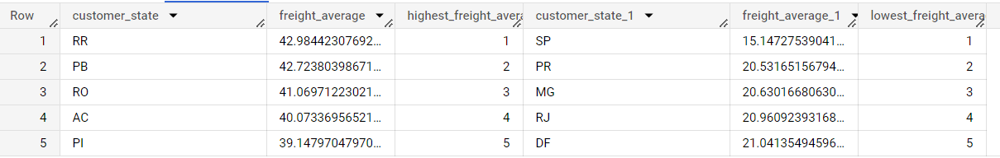 Row customer_state freight_average highest_freight_aver customer_state_1 freight_average_1 lowest_freight_avera
1 RR 42.98442307692... 1 SP 15.14727539041... 1
2 PB 42.72380398671... 2 PR 20.53165156794... 2
3 RO 41.06971223021... 3 MG 20.63016680630... 3
4 AC 40.07336956521... 4 RJ 20.96092393168... 4
5 PI 39.14797047970... 5 DF 21.04135494596... 5